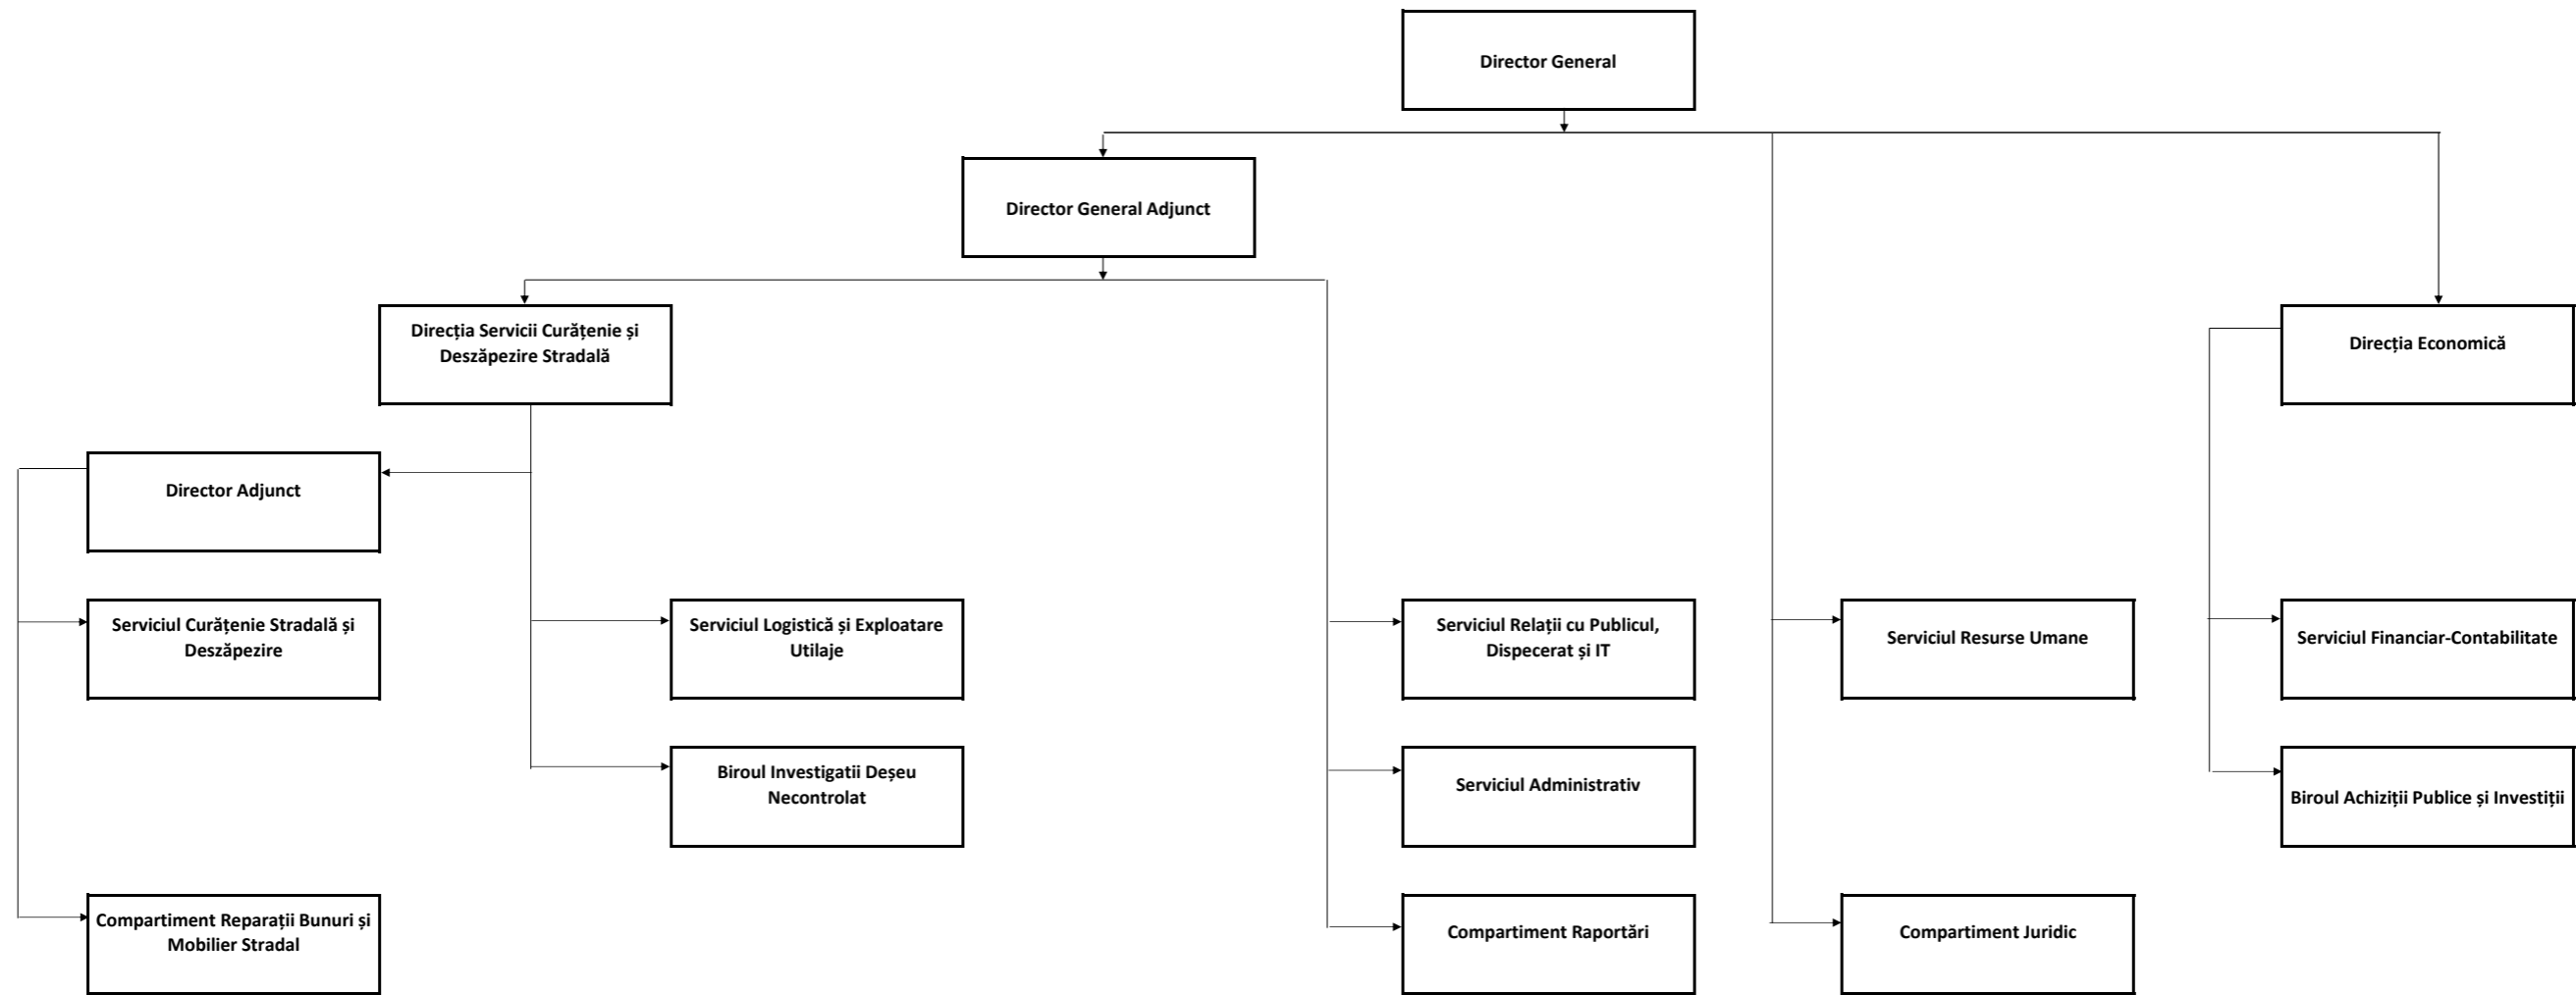 Director General
Director General Adjunct
Direcția Servicii Curățenie și
Deszăpezire Stradală
Direcția Economică
Director Adjunct
Serviciul Curățenie Stradală și
Deszăpezire
Serviciul Logistică și Exploatare
Utilaje
Serviciul Relații cu Publicul,
Dispecerat și IT
Serviciul Resurse Umane
Serviciul Financiar-Contabilitate
Biroul Investigatii Deșeu
Necontrolat
Serviciul Administrativ
Biroul Achiziții Publice și Investiții
Compartiment Reparații Bunuri și
Mobilier Stradal
Compartiment Raportări
Compartiment Juridic